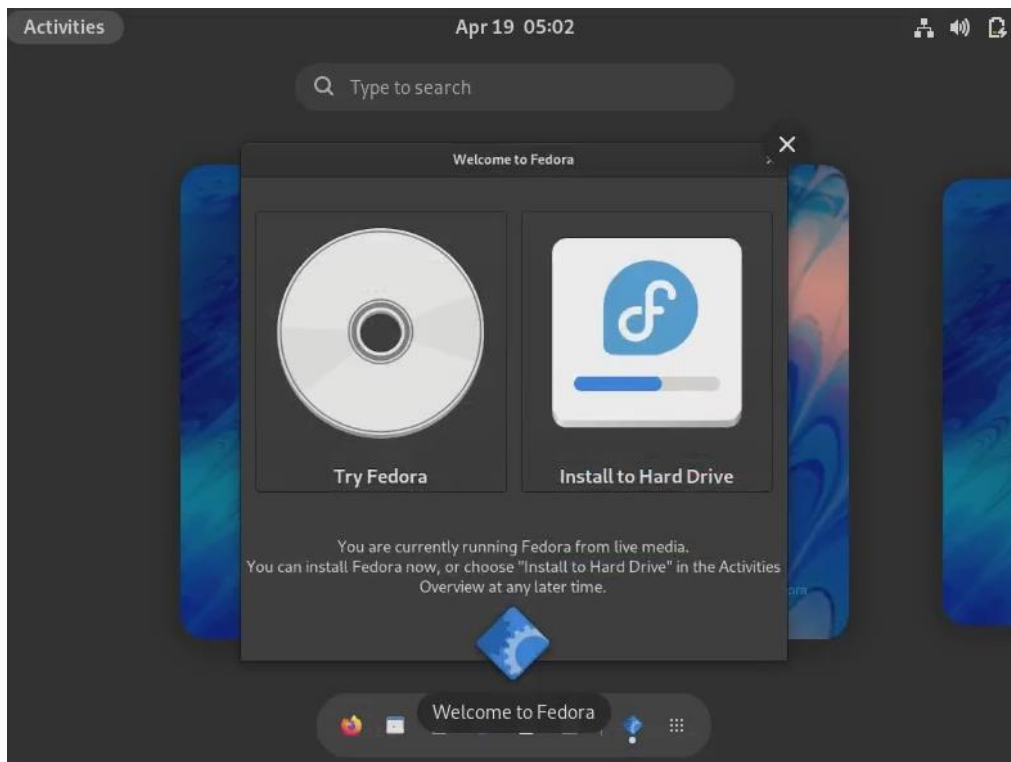 Activities
Apr 19 05:02
Type to search
Welcome to Fedora
Try Fedora
Install to Hard Drive
You are currently running Fedora from live media.
You can install Fedora now, or choose "Install to Hard Drive" in the Activities
Overview at any later time.
Welcome to Fedora